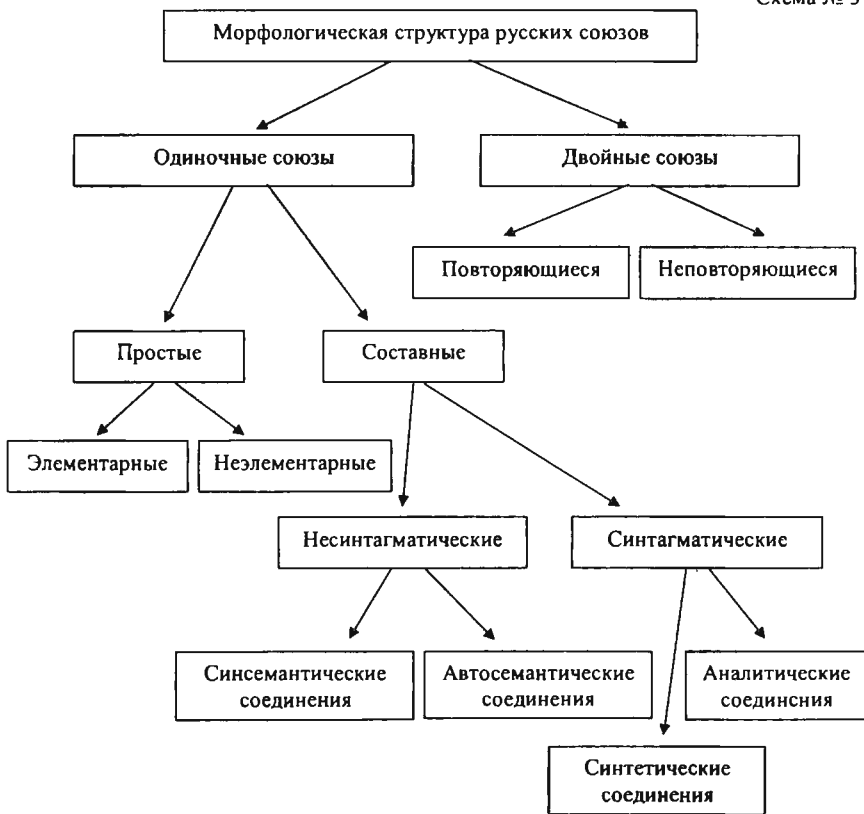 Морфологическая структура русских союзов
Одиночные союзы
Двойные союзы
Повторяющиеся
Неповторяющиеся
Простые
Составные
Элементарные
Неэлементарные
Несинтагматические
Синтагматические
Синсемантические
соединения
Автосемантические
соединения
Аналитические
соединсния
Синтетические
соединения